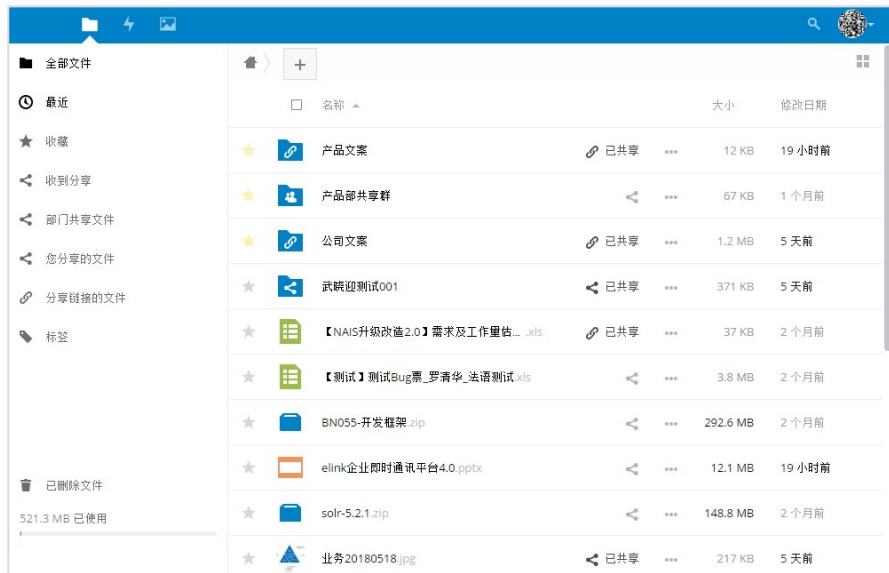 全部文件
最近
收藏
收到分享
部门共享文件
您分享的文件
分享链接的文件
标签
已删除文件
521.3 MB 已使用
+
名称 大小 修改日期
产品文案 已共享 ••• 12 KB 19 小时前
产品部共享群 ••• 67 KB 1 个月前
公司文案 已共享 ••• 1.2 MB 5 天前
武晓迎测试001 已共享 ••• 371 KB 5 天前
【NAIS升级改造2.0】需求及工作量估... .xls 已共享 ••• 37 KB 2 个月前
【测试】测试Bug票_罗清华_法语测试.xls ••• 3.8 MB 2 个月前
BN055-开发框架.zip ••• 292.6 MB 2 个月前
elink企业即时通讯平台4.0.pptx ••• 12.1 MB 19 小时前
solr-5.2.1.zip ••• 148.8 MB 2 个月前
业务20180518.jpg 已共享 ••• 217 KB 5 天前